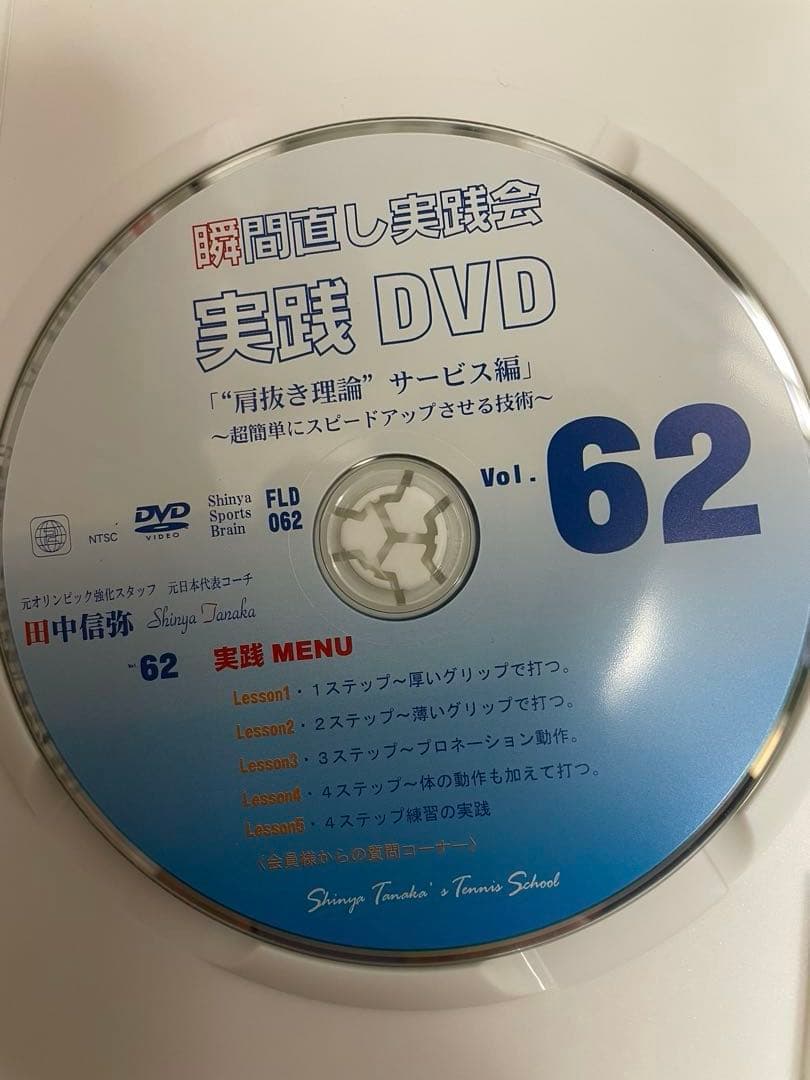 瞬間直し実践会
実践 DVD
「“肩抜き理論” サービス編」
～超簡単にスピードアップさせる技術～
Vol. 62
NTSC
DVD
VIDEO
Shinya
Sports
Brain
FLD
062
元オリンピック強化スタッフ 元日本代表コーチ
田中信弥 Shinya Tanaka
Vol 62
実践 MENU
Lesson1・1ステップ～厚いグリップで打つ。
Lesson2・2ステップ～薄いグリップで打つ。
Lesson3・3ステップ～プロネーション動作。
Lesson4・4ステップ～体の動作も加えて打つ。
Lesson5・4ステップ練習の実践
〈会員様からの質問コーナー〉
Shinya Tanaka's Tennis School